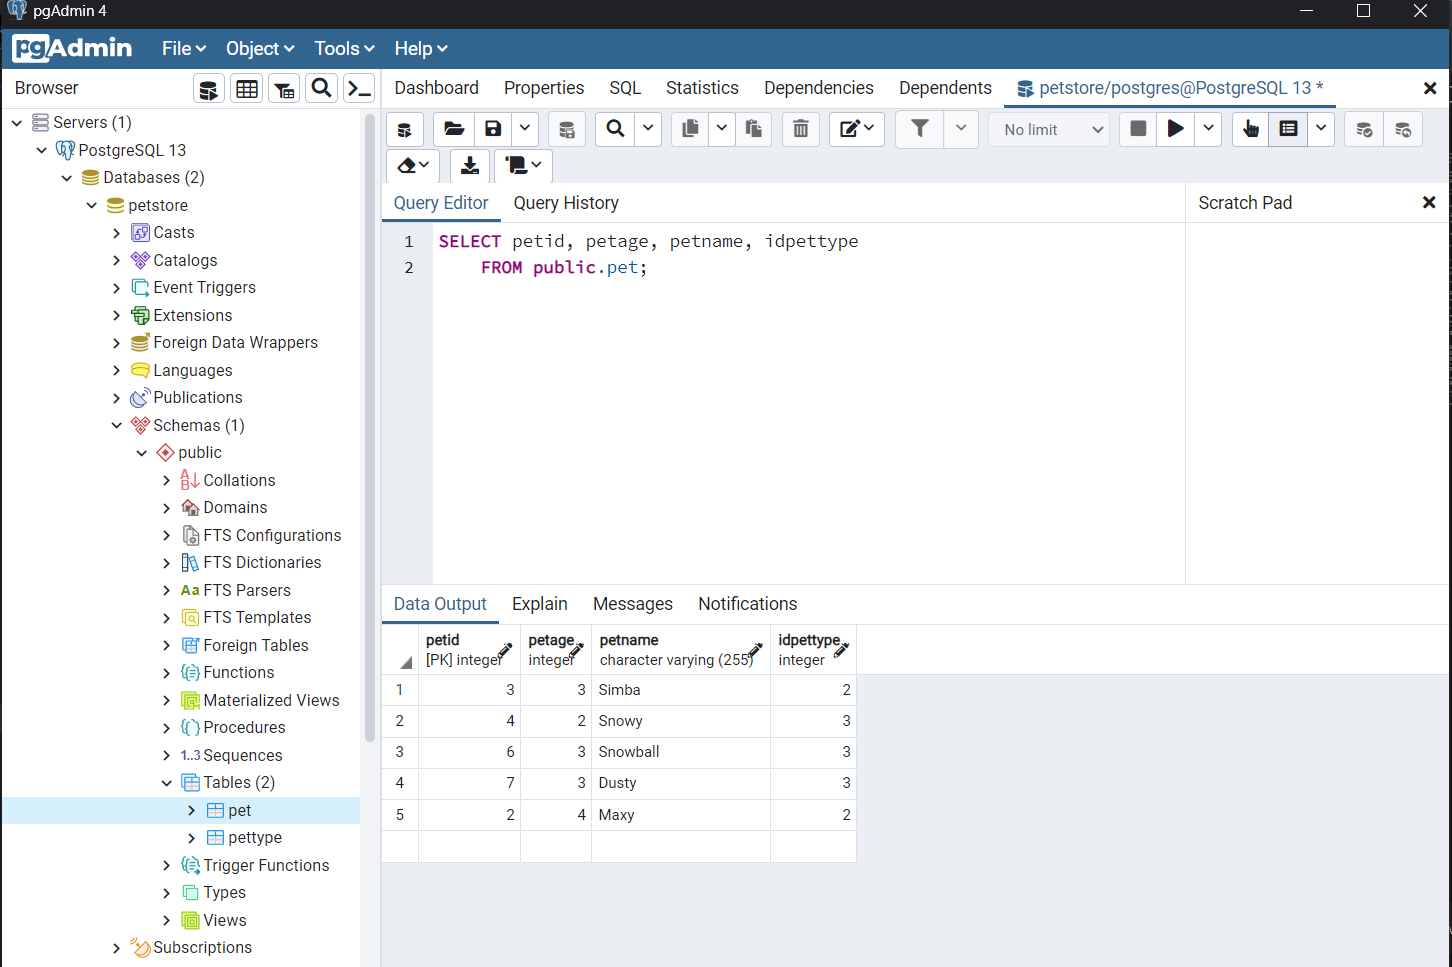 pgAdmin 4
pgAdmin File Object Tools Help
Browser
Dashboard Properties SQL Statistics Dependencies Dependents petstore/postgres@PostgreSQL 13 *
No limit
Servers (1)
PostgreSQL 13
Databases (2)
petstore
Casts
Catalogs
Event Triggers
Extensions
Foreign Data Wrappers
Languages
Publications
Schemas (1)
public
Collations
Domains
FTS Configurations
FTS Dictionaries
Aa FTS Parsers
FTS Templates
Foreign Tables
Functions
Materialized Views
Procedures
1..3 Sequences
Tables (2)
pet
pettype
Trigger Functions
Types
Views
Subscriptions
Query Editor Query History
Scratch Pad
1 SELECT petid, petage, petname, idpettype
2 FROM public.pet;
Data Output Explain Messages Notifications
petid petage petname idpettype
[PK] integer integer character varying (255) integer
1 3 3 Simba 2
2 4 2 Snowy 3
3 6 3 Snowball 3
4 7 3 Dusty 3
5 2 4 Maxy 2